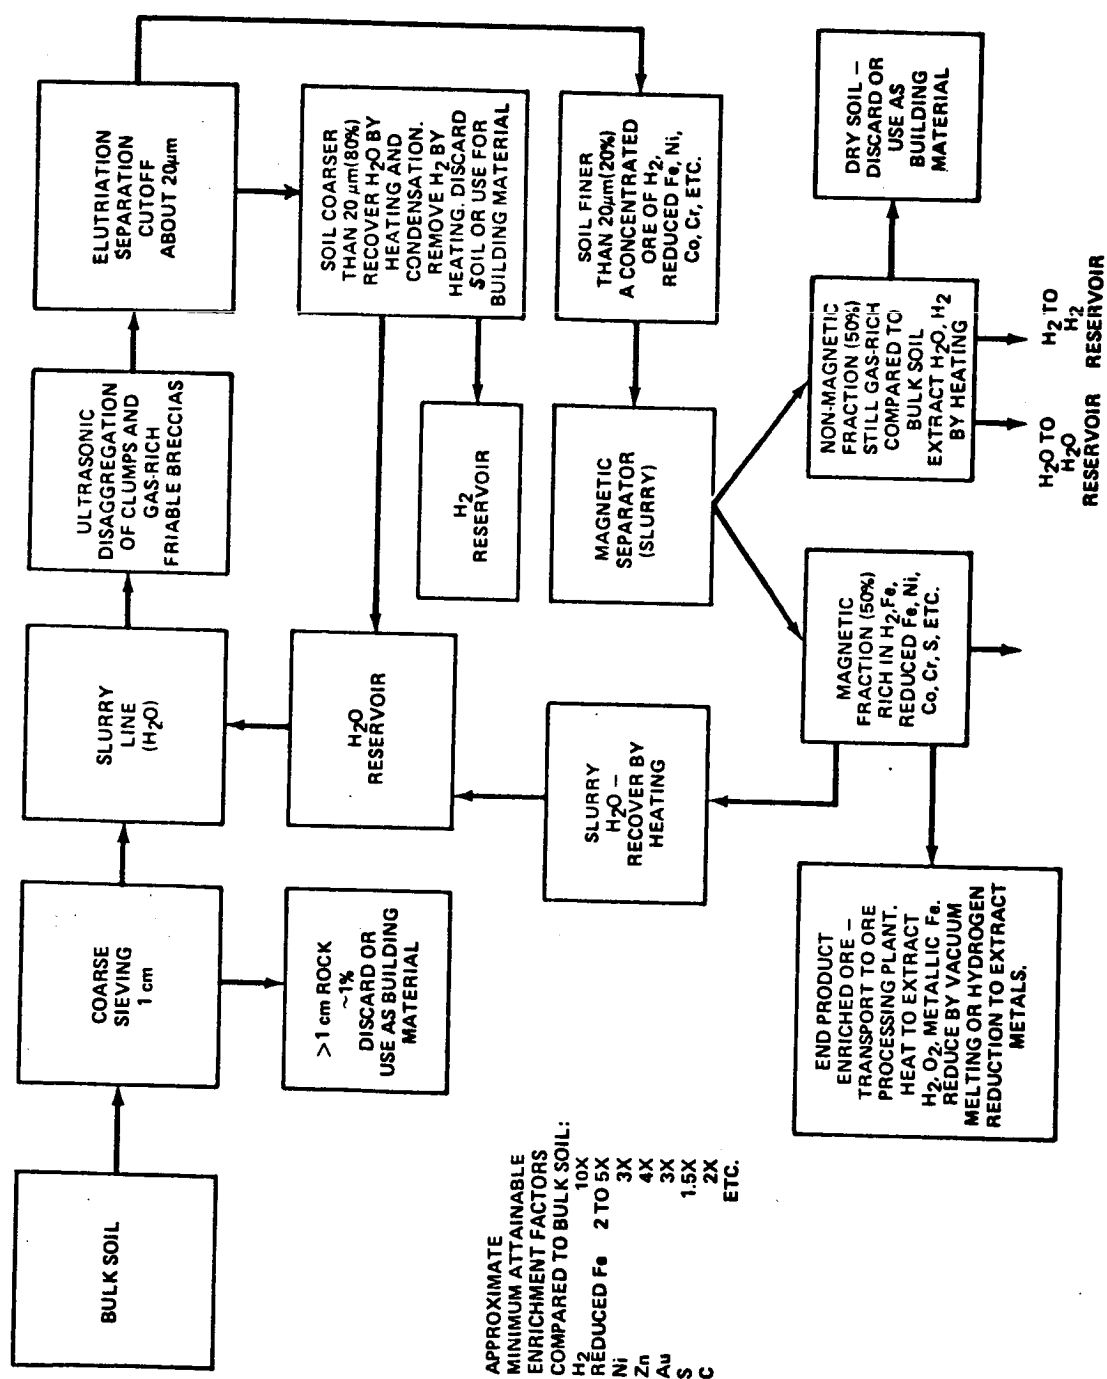 BULK SOIL
COARSE
SIEVING
1 cm
>1 cm ROCK
~1%
DISCARD OR
USE AS BUILDING
MATERIAL
SLURRY
LINE
(H2O)
ULTRASONIC
DISAGGREGATION
OF CLUMPS AND
GAS-RICH
FRIABLE BRECCIAS
ELUTRIATION
SEPARATION
CUTOFF
ABOUT 20μm
SOIL COARSER
THAN 20 μm(80%)
RECOVER H2O BY
HEATING AND
CONDENSATION.
REMOVE H2 BY
HEATING. DISCARD
SOIL OR USE FOR
BUILDING MATERIAL
H2O
RESERVOIR
H2
RESERVOIR
SOIL FINER
THAN 20μm(20%)
A CONCENTRATED
ORE OF H2,
REDUCED Fe, Ni,
Co, Cr, ETC.
MAGNETIC
SEPARATOR
(SLURRY)
SLURRY
H2O –
RECOVER BY
HEATING
MAGNETIC
FRACTION (50%)
RICH IN H2,Fe,
REDUCED Fe, Ni,
Co, Cr, S, ETC.
NON-MAGNETIC
FRACTION (50%)
STILL GAS-RICH
COMPARED TO
BULK SOIL
EXTRACT H2O, H2
BY HEATING
DRY SOIL –
DISCARD OR
USE AS
BUILDING
MATERIAL
H2O TO
H2O
RESERVOIR
H2 TO
H2
RESERVOIR
END PRODUCT
ENRICHED ORE –
TRANSPORT TO ORE
PROCESSING PLANT.
HEAT TO EXTRACT
H2, O2, METALLIC Fe.
REDUCE BY VACUUM
MELTING OR HYDROGEN
REDUCTION TO EXTRACT
METALS.
APPROXIMATE
MINIMUM ATTAINABLE
ENRICHMENT FACTORS
COMPARED TO BULK SOIL:
H2 10X
REDUCED Fe 2 TO 5X
Ni 3X
Zn 4X
Au 3X
S 1.5X
C 2X
ETC.